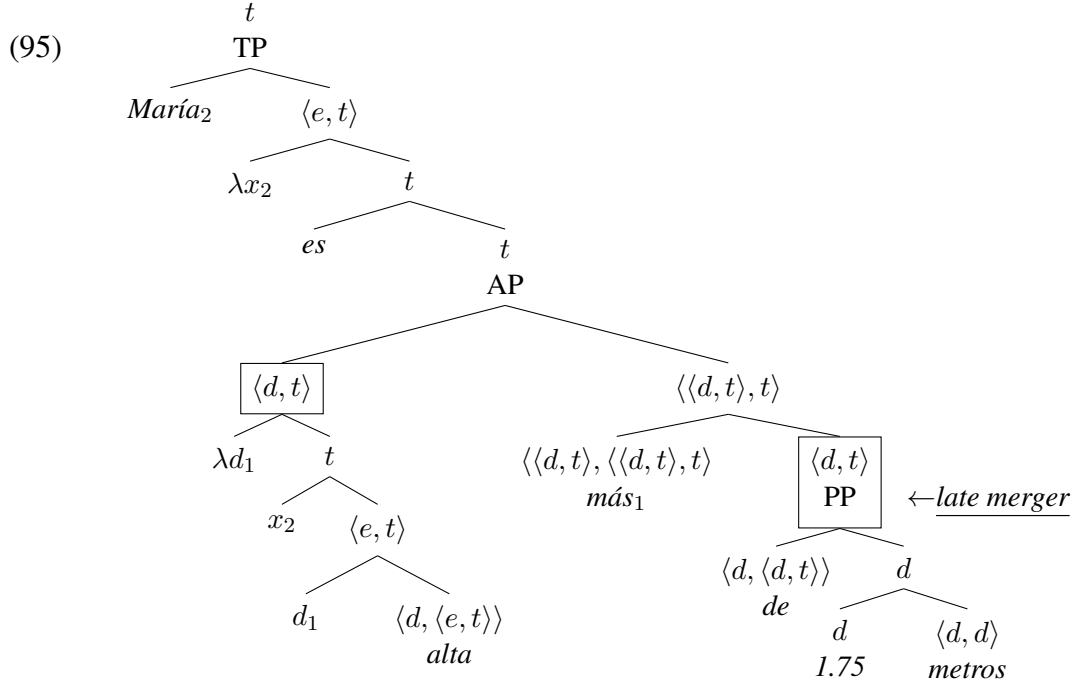 t
(95) TP
María₂ ⟨e, t⟩
λx₂ t
es t
AP
⟨d, t⟩ ⟨⟨d, t⟩, t⟩
λd₁ t ⟨⟨d, t⟩, ⟨⟨d, t⟩, t⟩ ⟨d, t⟩
más₁ PP ←late merger
x₂ ⟨e, t⟩
⟨d, ⟨d, t⟩⟩ d
de
d₁ ⟨d, ⟨e, t⟩⟩ d ⟨d, d⟩
alta 1.75 metros